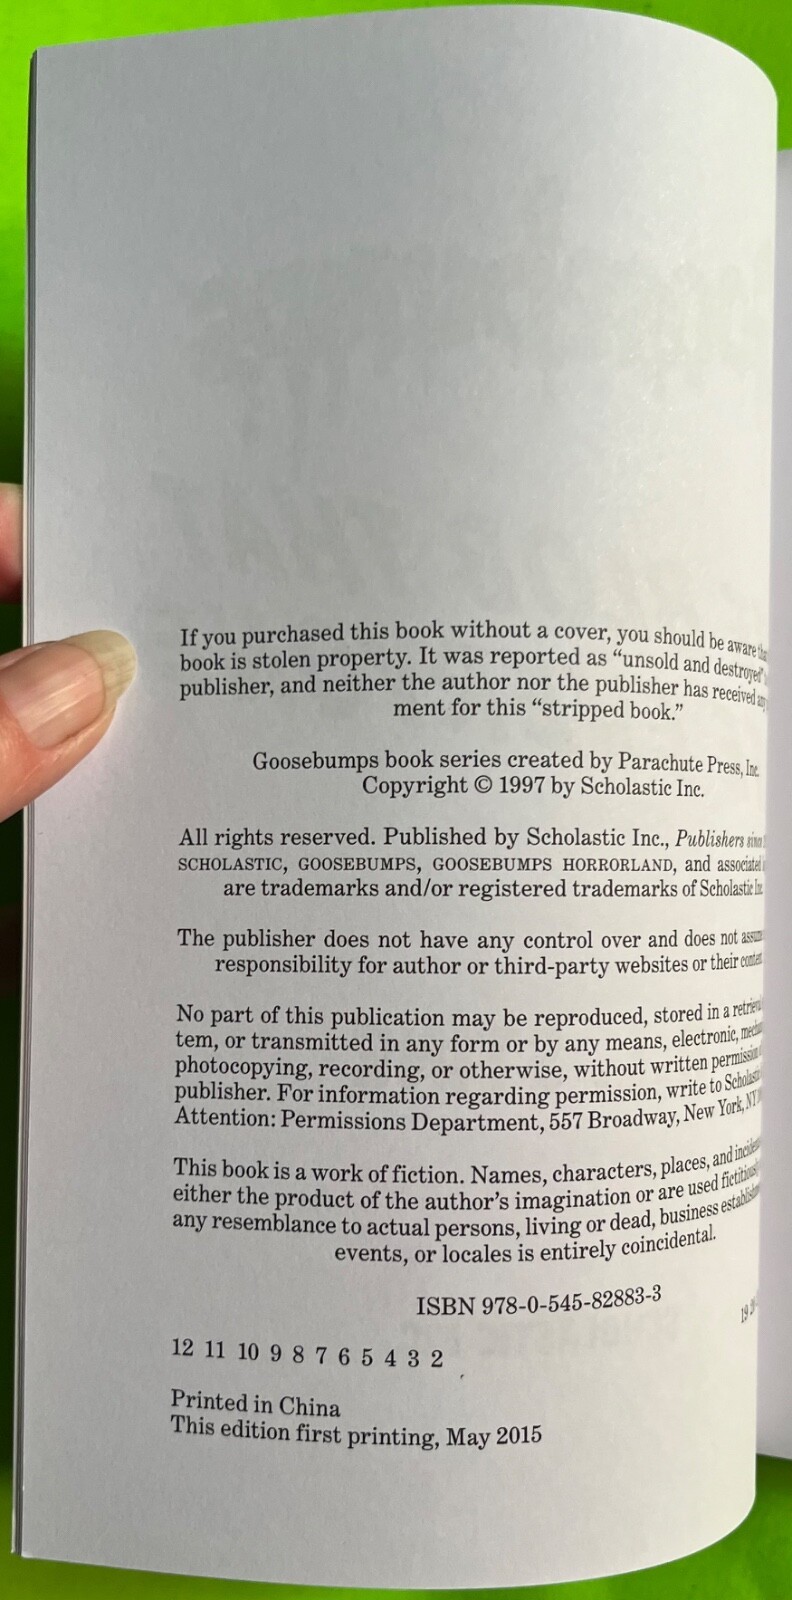 If you purchased this book without a cover, you should be aware
book is stolen property. It was reported as “unsold and destroyed”
publisher, and neither the author nor the publisher has received any
ment for this “stripped book.”
Goosebumps book series created by Parachute Press, Inc.
Copyright © 1997 by Scholastic Inc.
All rights reserved. Published by Scholastic Inc., Publishers since
SCHOLASTIC, GOOSEBUMPS, GOOSEBUMPS HORRORLAND, and associated
are trademarks and/or registered trademarks of Scholastic Inc.
The publisher does not have any control over and does not
responsibility for author or third-party websites or their
No part of this publication may be reproduced, stored in a
tem, or transmitted in any form or by any means, electronic,
photocopying, recording, or otherwise, without written permission
publisher. For information regarding permission, write to
Attention: Permissions Department, 557 Broadway, New York, NY
This book is a work of fiction. Names, characters, places, and
either the product of the author’s imagination or are used
any resemblance to actual persons, living or dead, business
events, or locales is entirely coincidental.
ISBN 978-0-545-82883-3
12 11 10 9 8 7 6 5 4 3 2
19
Printed in China
This edition first printing, May 2015